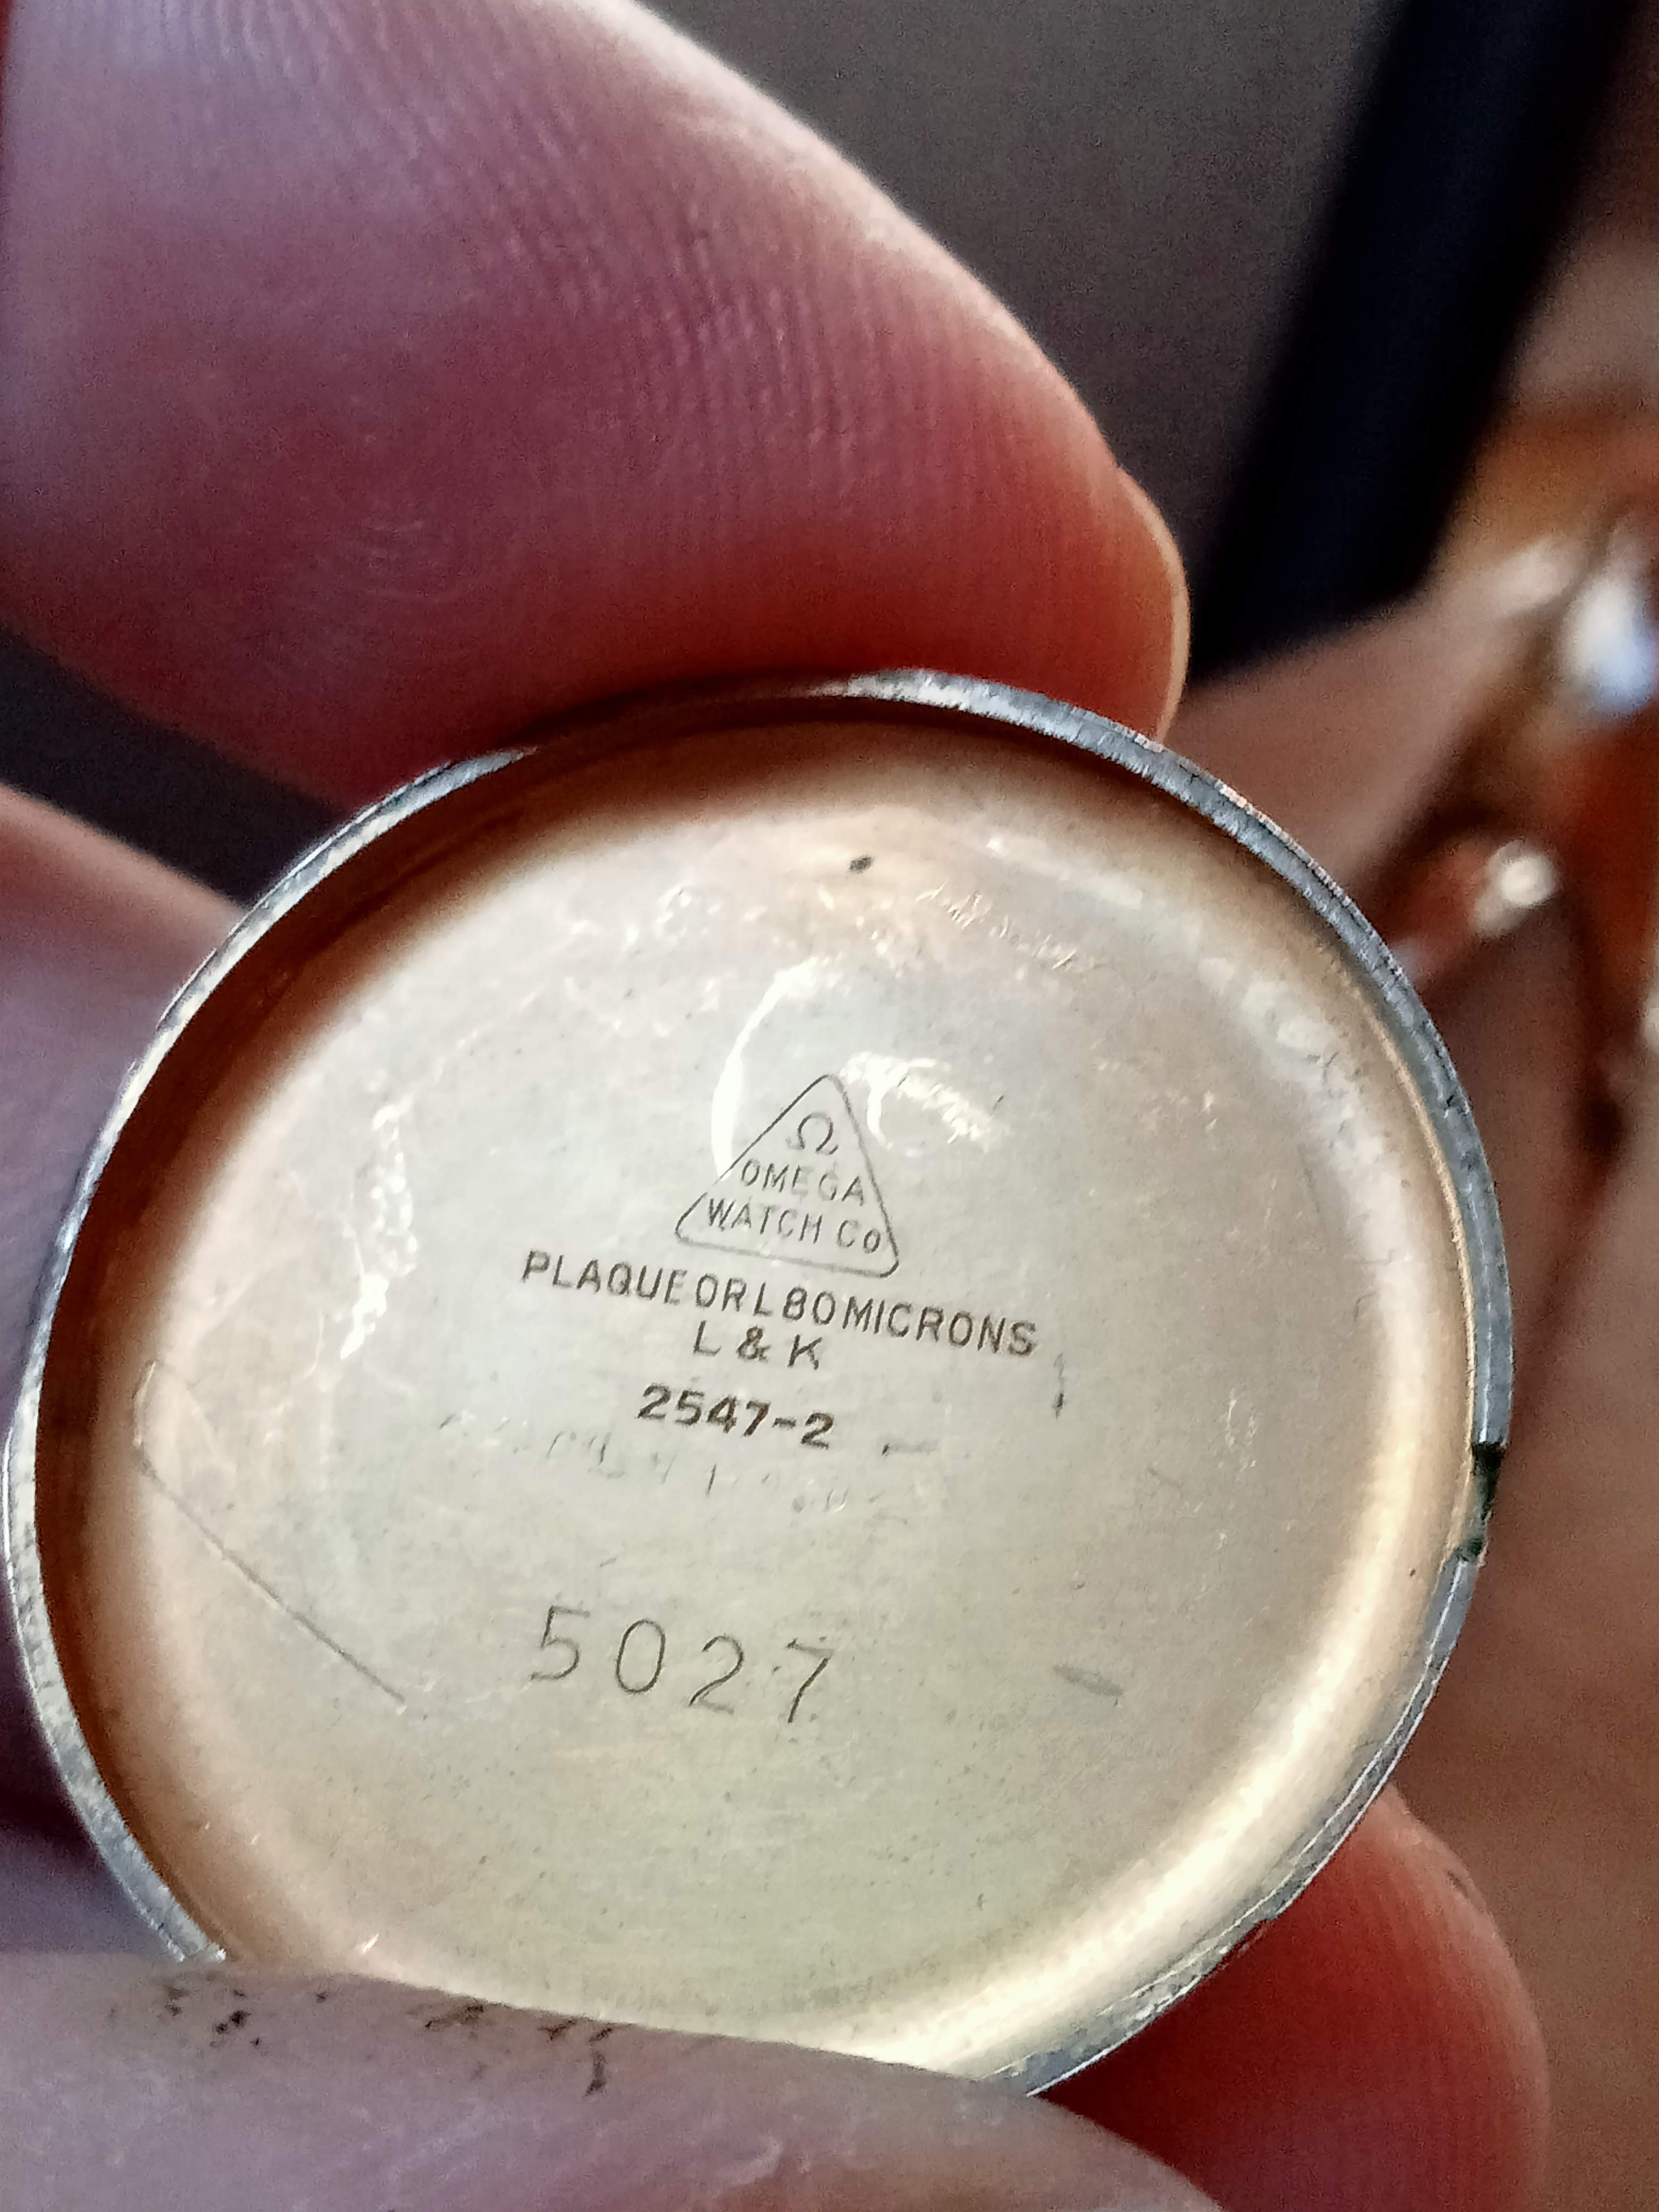 Ω
OMEGA
WATCH Co
PLAQUE OR L 80 MICRONS
L & K
2547-2
5027